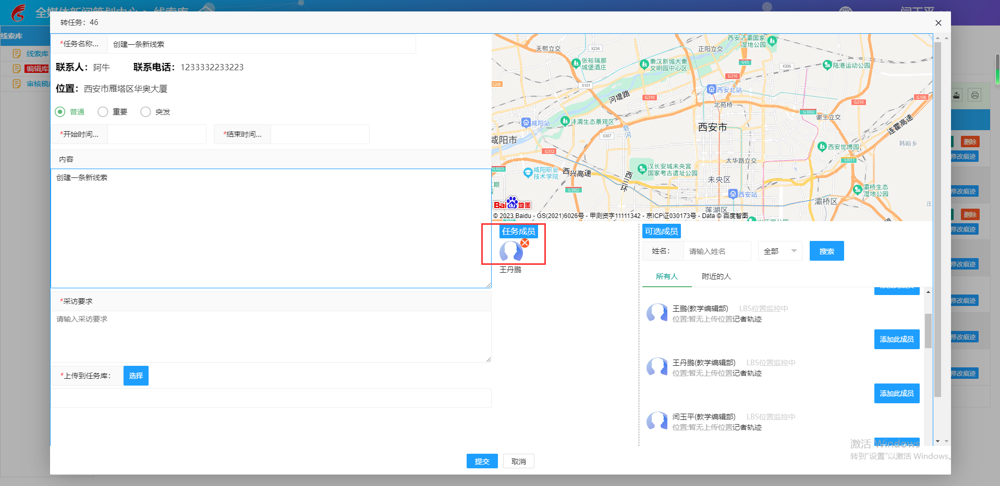 转任务：46
线索库
线索库
编辑库
审核稿
*任务名称...
创建一条新线索
联系人：阿牛
联系电话：1233332233223
位置：西安市雁塔区华奥大厦
普通
重要
突发
*开始时间...
*结束时间...
内容
创建一条新线索
*采访要求
请输入采访要求
*上传到任务库：
选择
天熙立交
X234
正阳立交
西安浐灞国家
湿地公园
张裕瑞那
城堡酒庄
秦汉新城大秦
文明园中心区
G65
X306
陆港运动公园
S208
X101
G310
河堤路
G310
西安北站
G210
G108
北苑桥
G3002
谢王立交
咸阳站
沣渭生态景观区
皂河
西安市
连霍高速
X307
咸阳市
韩峪乡
G312
西安世博园
太华路立交
S3011
G3023
咸阳职业
技术学院
西兴高速
汉长安城未央宫
国家考古遗址公园
西三环
未央区
二期
G3002
西安站
灞桥生态
湿地公园
灞桥区
庄
莲湖区
Bai du 地图
© 2023 Baidu - GS(2021)6026号 - 甲测资字11111342 - 京ICP证030173号 - Data © 百度智图
任务成员
王丹鹏
可选成员
姓名：
请输入姓名
全部
搜索
所有人
附近的人
王鹏(教学编辑部) LBS位置监控中
位置:暂无上传位置记者轨迹
添加此成员
王丹鹏(教学编辑部) LBS位置监控中
位置:暂无上传位置记者轨迹
添加此成员
闫玉平(教学编辑部) LBS位置监控中
位置:暂无上传位置记者轨迹
删除
修改痕迹
修改痕迹
删除
修改痕迹
修改痕迹
修改痕迹
修改痕迹
修改痕迹
激活 Windows
转到“设置”以激活 Windows。
提交
取消